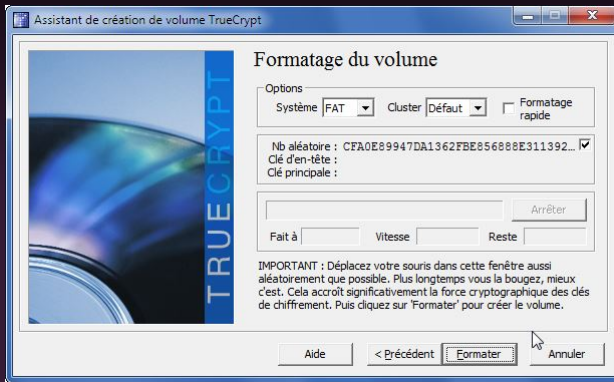 Assistant de création de volume TrueCrypt
TRUECRYPT
Formatage du volume
Options
Système FAT Cluster Défaut Formatage rapide
Nb aléatoire : CFA0E89947DA1362FBE856888E311392...
Clé d'en-tête :
Clé principale :
Arrêter
Fait à Vitesse Reste
IMPORTANT : Déplacez votre souris dans cette fenêtre aussi
aléatoirement que possible. Plus longtemps vous la bougez, mieux
c'est. Cela accroît significativement la force cryptographique des clés
de chiffrement. Puis cliquez sur 'Formater' pour créer le volume.
Aide < Précédent Formater Annuler